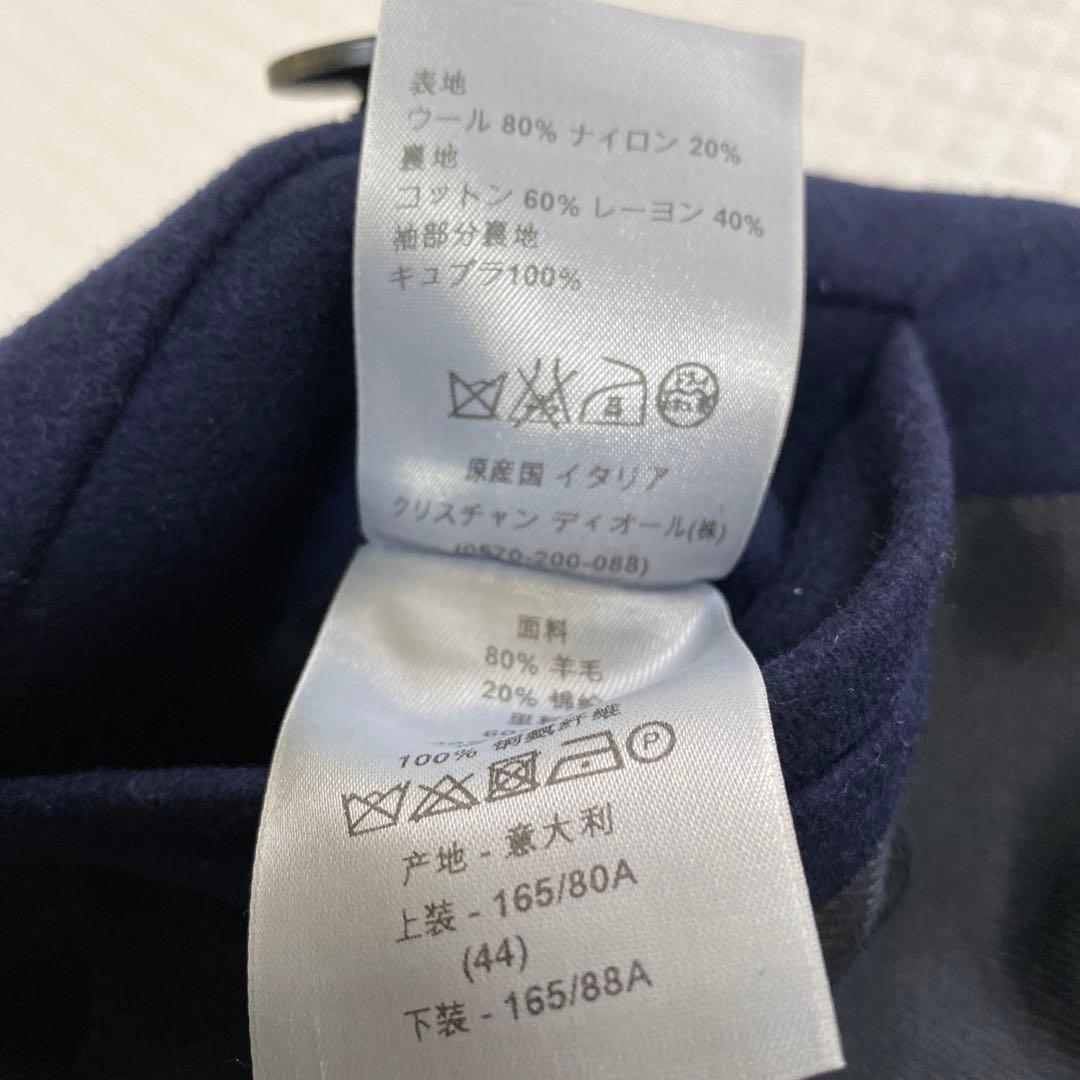 表地
ウール 80% ナイロン 20%
裏地
コットン 60% レーヨン 40%
袖部分裏地
キュプラ100%
原産国 イタリア
クリスチャン ディオール(株)
(0570-200-088)
面料
80% 羊毛
20% 锦纶
100% 铜氨纤维
P
产地 - 意大利
上装 - 165/80A
(44)
下装 - 165/88A